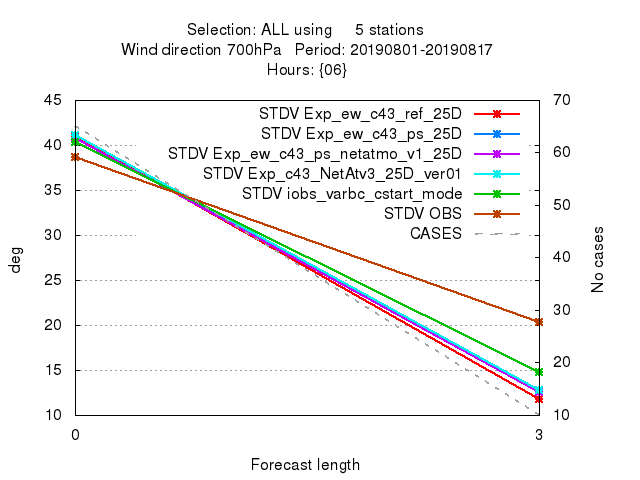 Selection: ALL using     5 stations
Wind direction 700hPa   Period: 20190801-20190817
Hours: {06}
45
40
35
30
25
20
15
10
70
60
50
40
30
20
10
STDV Exp_ew_c43_ref_25D
STDV Exp_ew_c43_ps_25D
STDV Exp_ew_c43_ps_netatmo_v1_25D
STDV Exp_c43_NetAtv3_25D_ver01
STDV iobs_varbc_cstart_mode
STDV OBS
CASES
deg
No cases
0
3
Forecast length